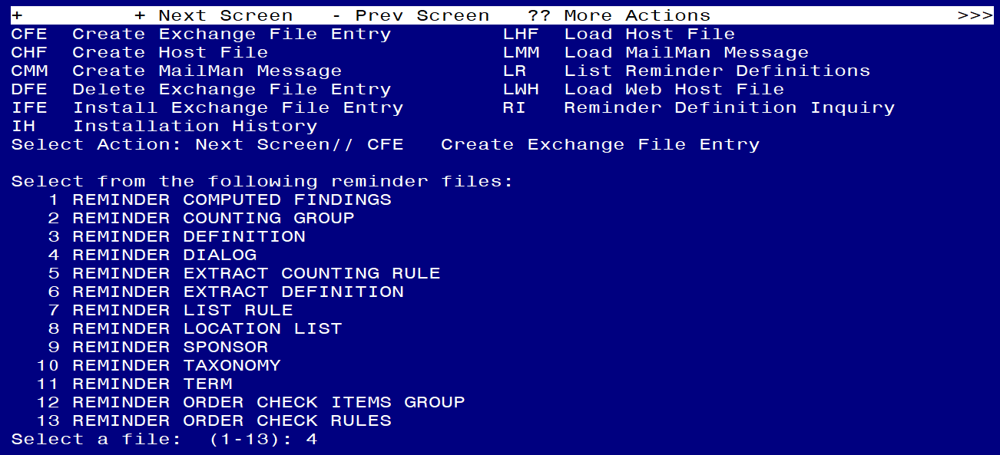 +         + Next Screen   - Prev Screen   ?? More Actions                    >>>
CFE  Create Exchange File Entry         LHF  Load Host File
CHF  Create Host File                   LMM  Load MailMan Message
CMM  Create MailMan Message             LR   List Reminder Definitions
DFE  Delete Exchange File Entry         LWH  Load Web Host File
IFE  Install Exchange File Entry        RI   Reminder Definition Inquiry
IH   Installation History
Select Action: Next Screen// CFE   Create Exchange File Entry
Select from the following reminder files:
   1 REMINDER COMPUTED FINDINGS
   2 REMINDER COUNTING GROUP
   3 REMINDER DEFINITION
   4 REMINDER DIALOG
   5 REMINDER EXTRACT COUNTING RULE
   6 REMINDER EXTRACT DEFINITION
   7 REMINDER LIST RULE
   8 REMINDER LOCATION LIST
   9 REMINDER SPONSOR
  10 REMINDER TAXONOMY
  11 REMINDER TERM
  12 REMINDER ORDER CHECK ITEMS GROUP
  13 REMINDER ORDER CHECK RULES
Select a file:  (1-13): 4